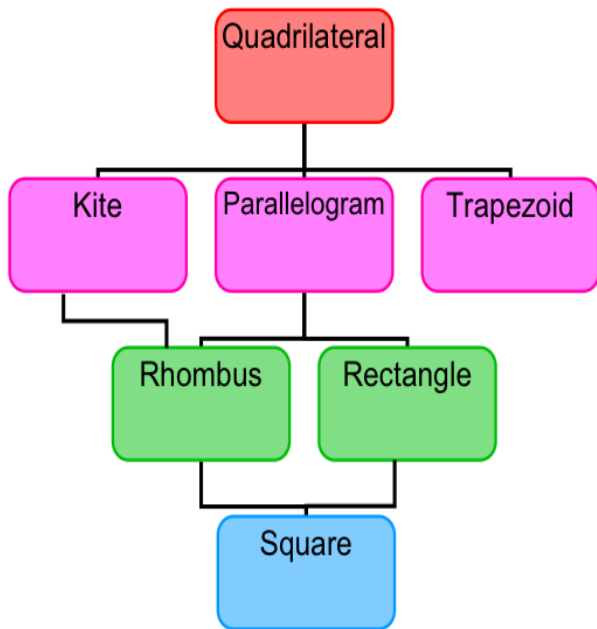 Quadrilateral
Kite
Parallelogram
Trapezoid
Rhombus
Rectangle
Square